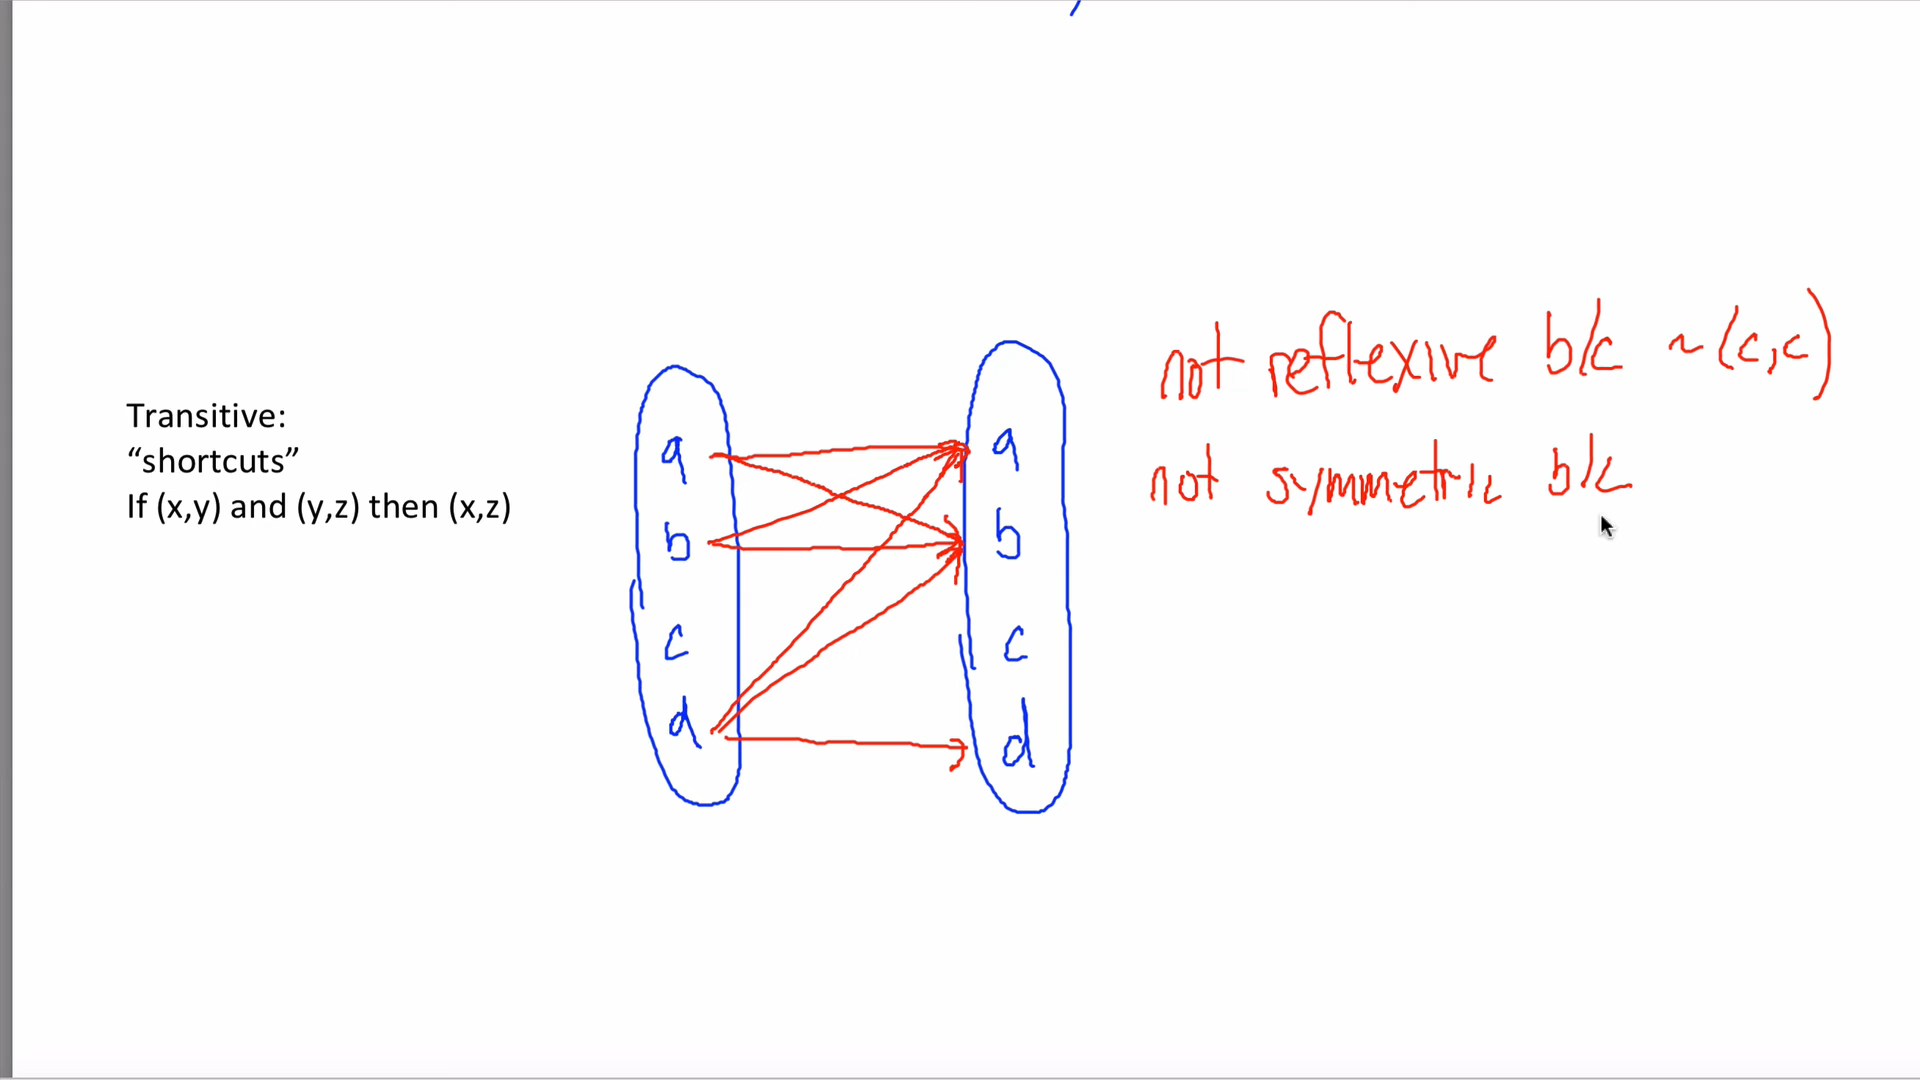 Transitive:
“shortcuts”
If (x,y) and (y,z) then (x,z)
a
b
c
d
a
b
c
d
not reflexive b/c ~(c,c)
not symmetric b/c